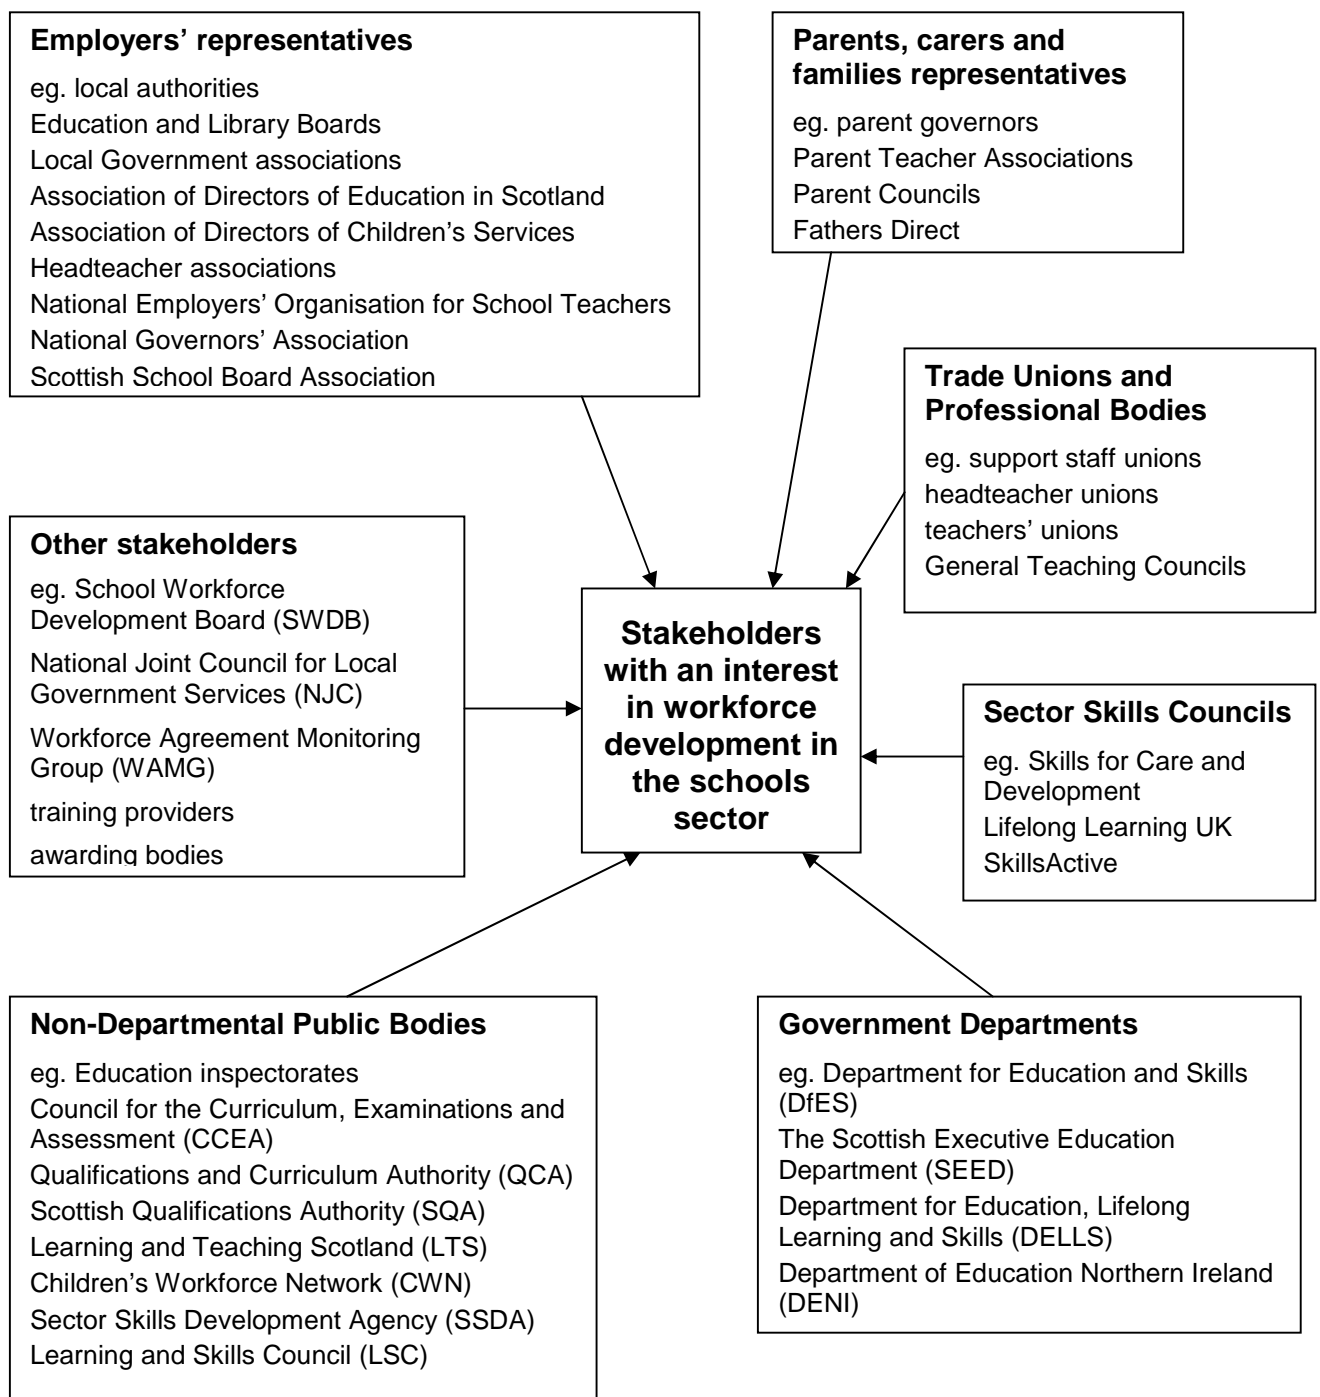 Employers’ representatives
eg. local authorities
Education and Library Boards
Local Government associations
Association of Directors of Education in Scotland
Association of Directors of Children’s Services
Headteacher associations
National Employers’ Organisation for School Teachers
National Governors’ Association
Scottish School Board Association
Parents, carers and
families representatives
eg. parent governors
Parent Teacher Associations
Parent Councils
Fathers Direct
Trade Unions and
Professional Bodies
eg. support staff unions
headteacher unions
teachers’ unions
General Teaching Councils
Other stakeholders
eg. School Workforce
Development Board (SWDB)
National Joint Council for Local
Government Services (NJC)
Workforce Agreement Monitoring
Group (WAMG)
training providers
awarding bodies
Stakeholders
with an interest
in workforce
development in
the schools
sector
Sector Skills Councils
eg. Skills for Care and
Development
Lifelong Learning UK
SkillsActive
Non-Departmental Public Bodies
eg. Education inspectorates
Council for the Curriculum, Examinations and
Assessment (CCEA)
Qualifications and Curriculum Authority (QCA)
Scottish Qualifications Authority (SQA)
Learning and Teaching Scotland (LTS)
Children’s Workforce Network (CWN)
Sector Skills Development Agency (SSDA)
Learning and Skills Council (LSC)
Government Departments
eg. Department for Education and Skills
(DfES)
The Scottish Executive Education
Department (SEED)
Department for Education, Lifelong
Learning and Skills (DELLS)
Department of Education Northern Ireland
(DENI)